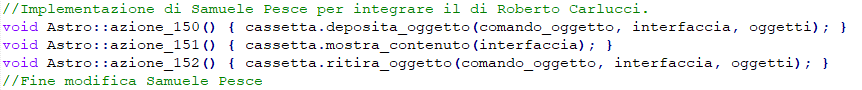 //Implementazione di Samuele Pesce per integrare il di Roberto Carlucci.
void Astro::azione_150() { cassetta.deposita_oggetto(comando_oggetto, interfaccia, oggetti); }
void Astro::azione_151() { cassetta.mostra_contenuto(interfaccia); }
void Astro::azione_152() { cassetta.ritira_oggetto(comando_oggetto, interfaccia, oggetti); }
//Fine modifica Samuele Pesce